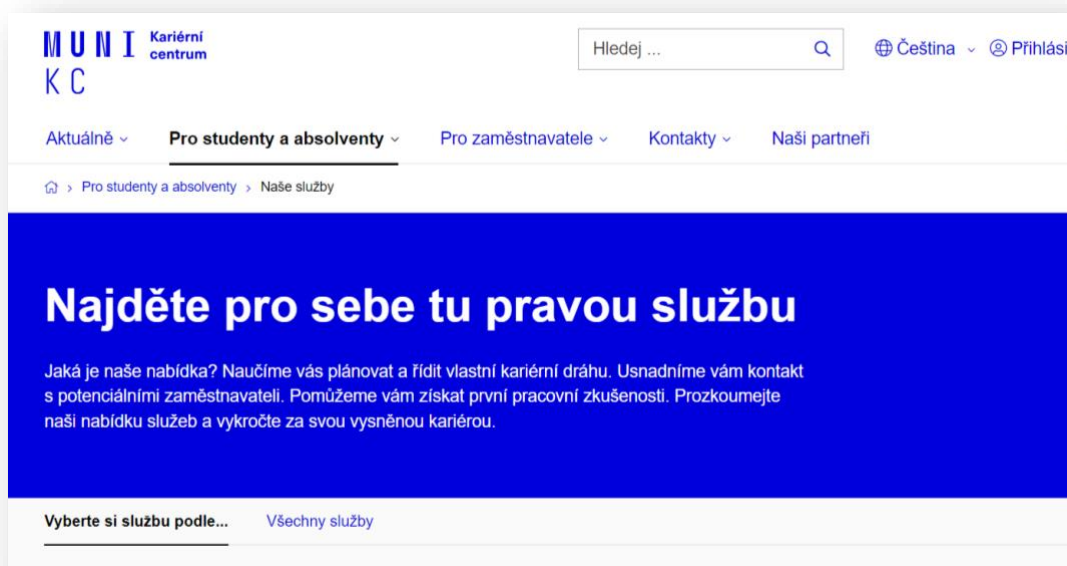 MUNI Kariérní
centrum
KC
Hledej ...
Čeština
Přihlási
Aktuálně
Pro studenty a absolventy
Pro zaměstnavatele
Kontakty
Naši partneři
Pro studenty a absolventy > Naše služby
Najděte pro sebe tu pravou službu
Jaká je naše nabídka? Naučíme vás plánovat a řídit vlastní kariérní dráhu. Usnadníme vám kontakt
s potenciálními zaměstnavateli. Pomůžeme vám získat první pracovní zkušenosti. Prozkoumejte
naši nabídku služeb a vykročte za svou vysněnou kariérou.
Vyberte si službu podle...
Všechny služby